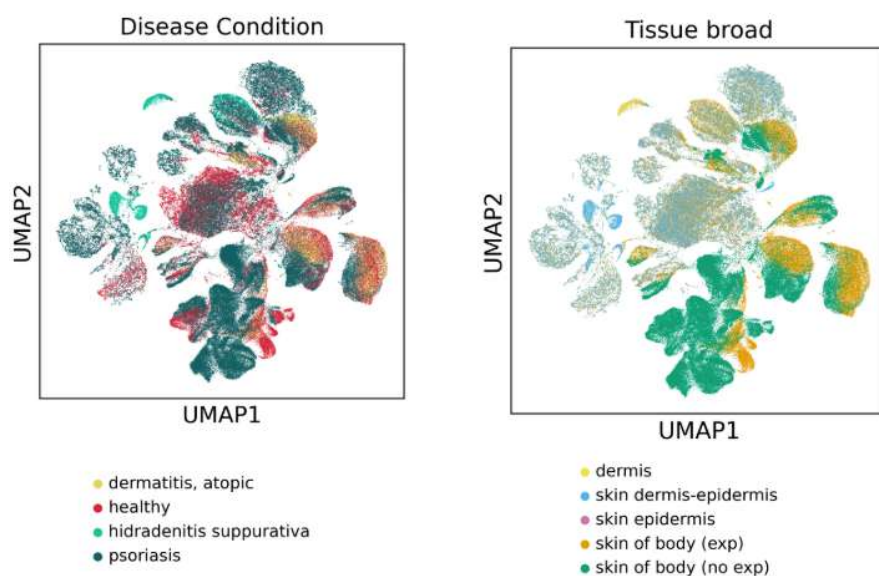 Disease Condition
UMAP2
UMAP1
dermatitis, atopic
healthy
hidradenitis suppurativa
psoriasis
Tissue broad
UMAP2
UMAP1
dermis
skin dermis-epidermis
skin epidermis
skin of body (exp)
skin of body (no exp)